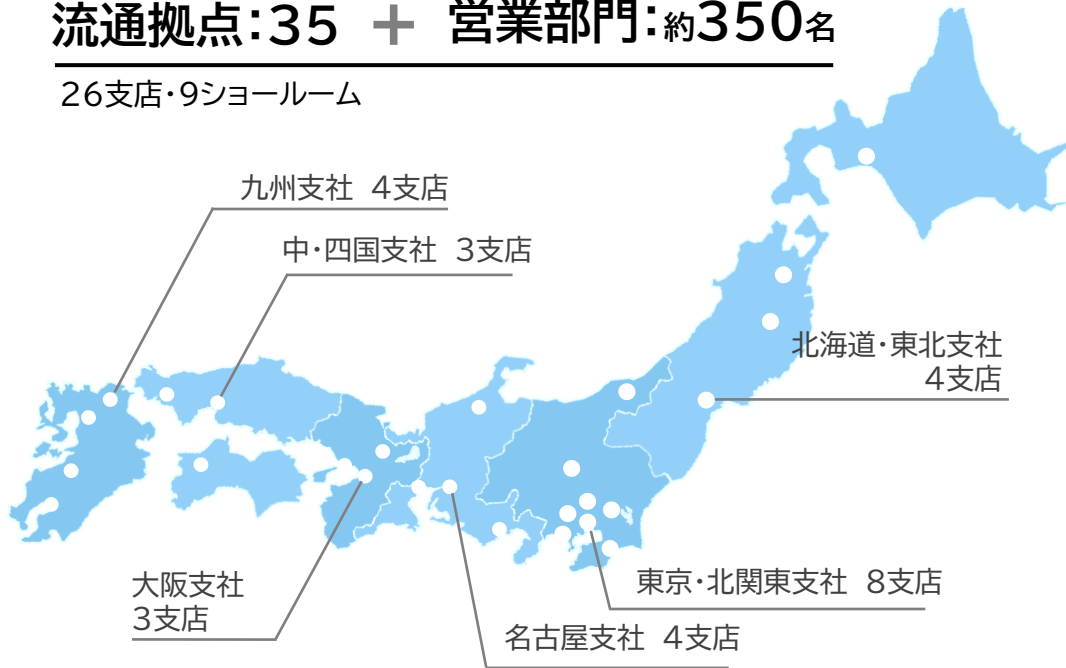 流通拠点:35 + 営業部門:約350名
26支店・9ショールーム
九州支社 4支店
中・四国支社 3支店
北海道・東北支社
4支店
大阪支社
3支店
東京・北関東支社 8支店
名古屋支社 4支店